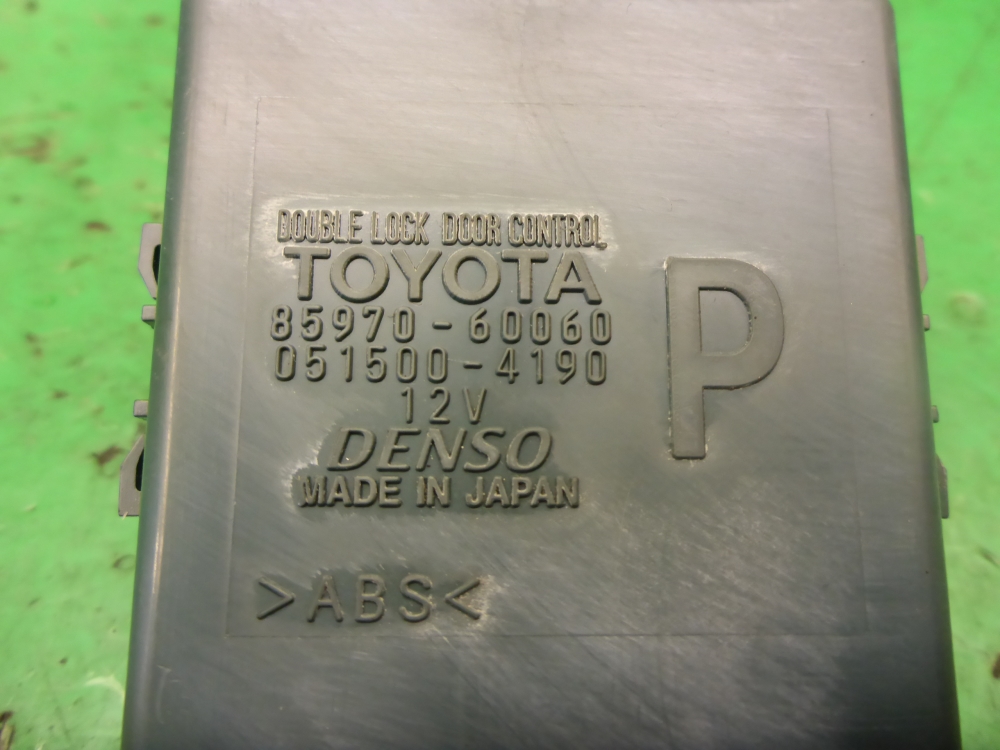 DOUBLE LOCK DOOR CONTROL
TOYOTA
85970-60060
051500-4190
12V
DENSO
MADE IN JAPAN
P
>ABS<